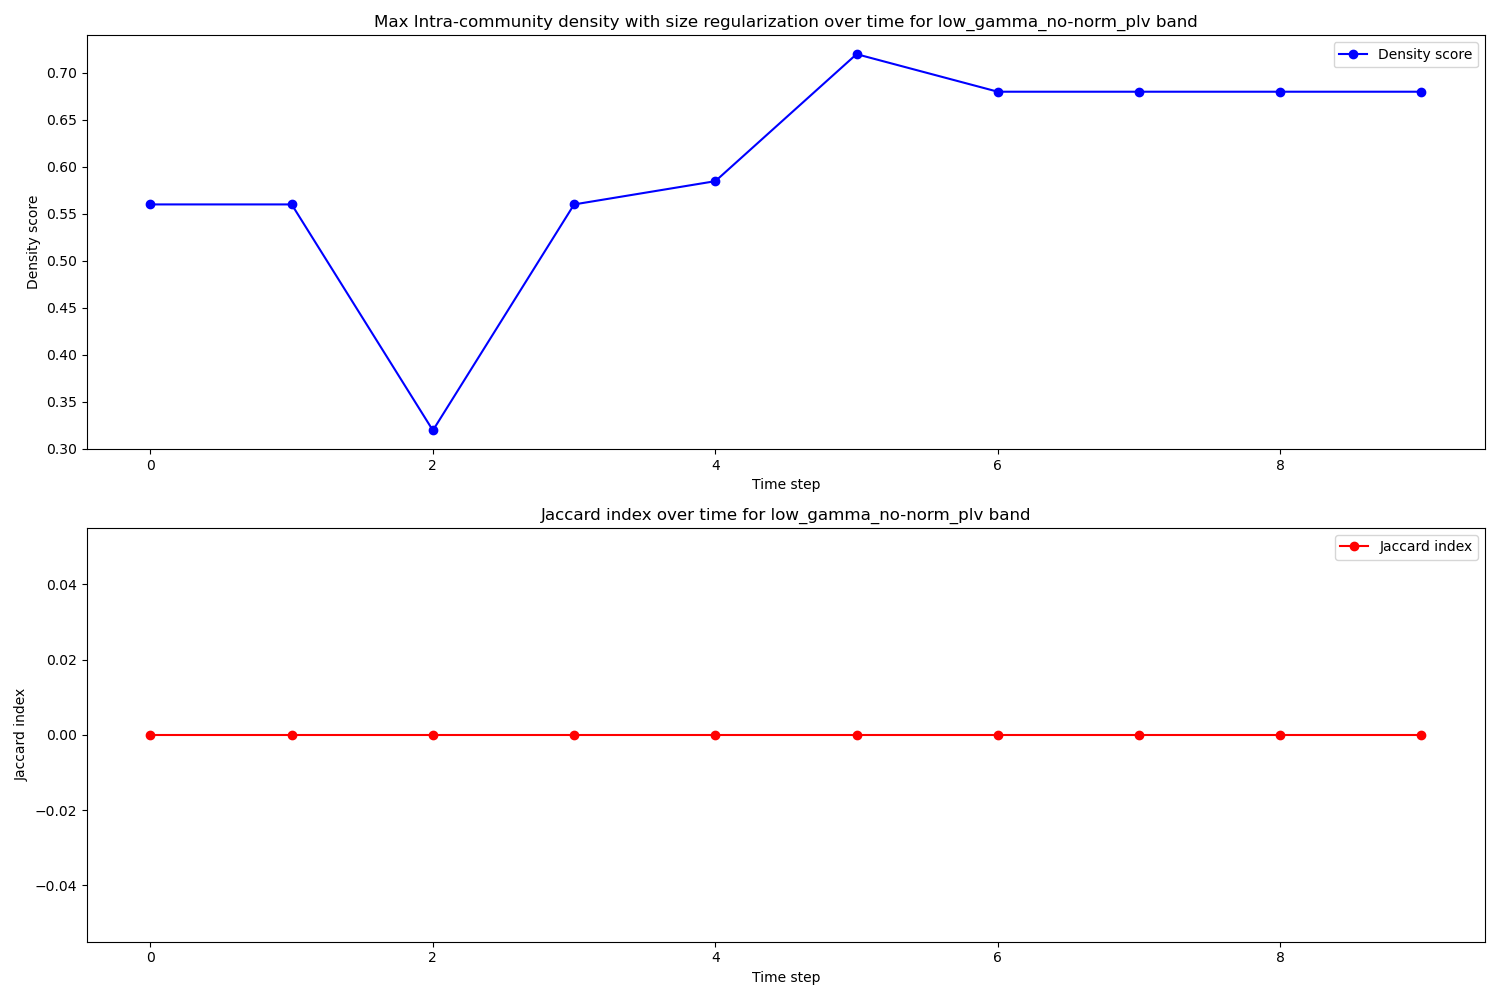 Max Intra-community density with size regularization over time for low_gamma_no-norm_plv band
Density score
0.70
0.65
0.60
0.55
0.50
0.45
0.40
0.35
0.30
Density score
0 2 4 6 8
Time step
Jaccard index over time for low_gamma_no-norm_plv band
Jaccard index
0.04
0.02
0.00
−0.02
−0.04
Jaccard index
0 2 4 6 8
Time step